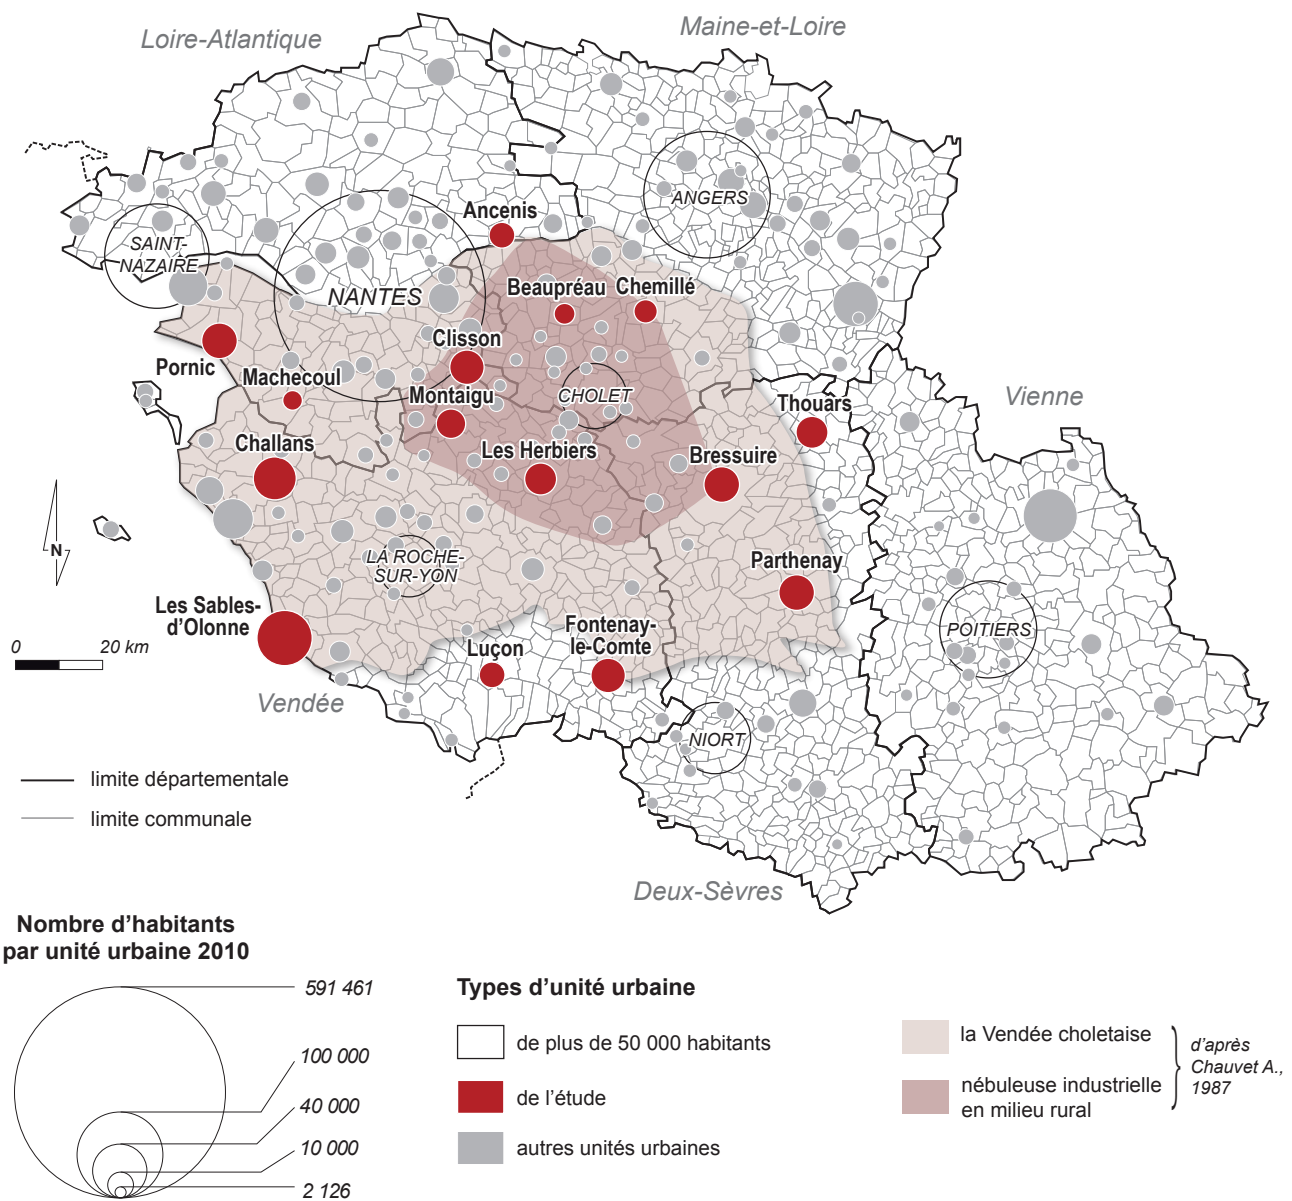 Loire-Atlantique
Maine-et-Loire
ANGERS
Ancenis
SAINT-
NAZAIRE
NANTES
Beaupréau
Chemillé
Clisson
Pornic
Machecoul
Montaigu
CHOLET
Thouars
Vienne
Challans
Les Herbiers
Bressuire
N
LA ROCHE-
SUR-YON
Parthenay
Les Sables-
d'Olonne
0 20 km
Fontenay-
le-Comte
Luçon
POITIERS
Vendée
NIORT
limite départementale
limite communale
Deux-Sèvres
Nombre d'habitants
par unité urbaine 2010
591 461
100 000
40 000
10 000
2 126
Types d'unité urbaine
de plus de 50 000 habitants
de l'étude
autres unités urbaines
la Vendée choletaise
nébuleuse industrielle
en milieu rural
d'après
Chauvet A.,
1987